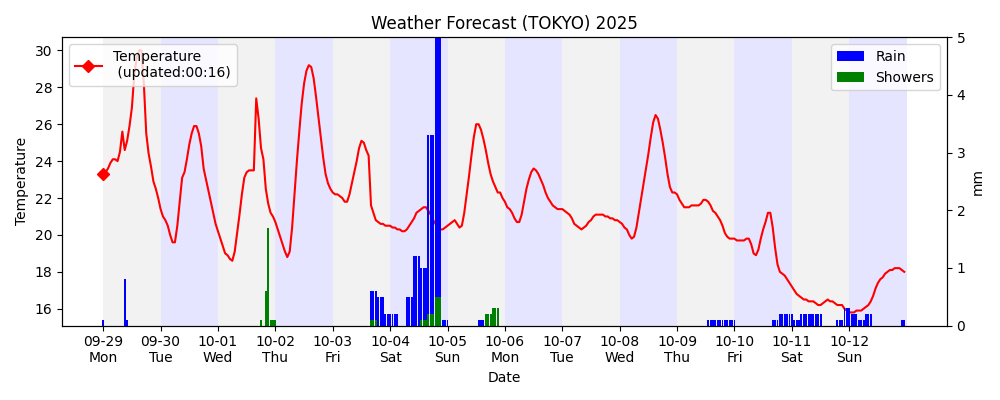 Weather Forecast (TOKYO) 2025
Temperature
(updated:00:16)
Rain
Showers
Temperature
30
28
26
24
22
20
18
16
5
4
3
2
1
0
mm
09-29 09-30 10-01 10-02 10-03 10-04 10-05 10-06 10-07 10-08 10-09 10-10 10-11 10-12
Mon Tue Wed Thu Fri Sat Sun Mon Tue Wed Thu Fri Sat Sun
Date